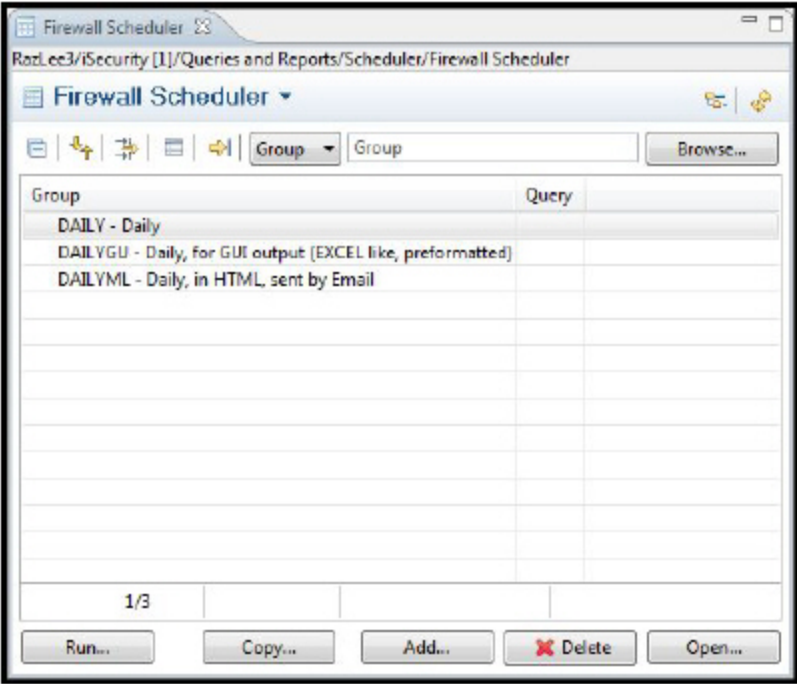 Firewall Scheduler
RazLee3/iSecurity [1]/Queries and Reports/Scheduler/Firewall Scheduler
Firewall Scheduler
Group Group Browse...
Group Query
DAILY - Daily
DAILYGU - Daily, for GUI output (EXCEL like, preformatted)
DAILYML - Daily, in HTML, sent by Email
1/3
Run... Copy... Add... Delete Open...